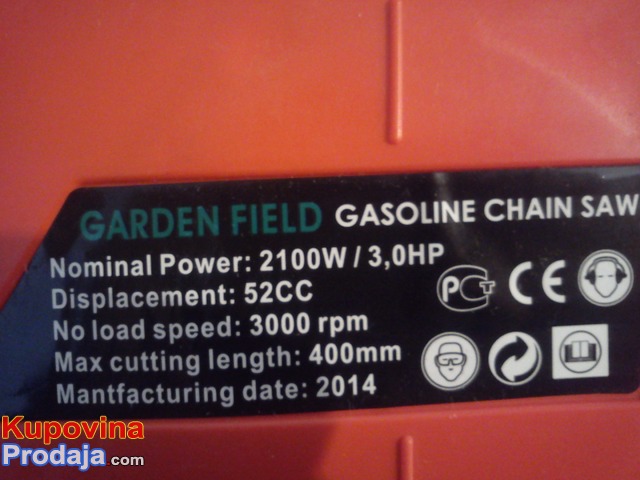 GARDEN FIELD GASOLINE CHAIN SAW
Nominal Power: 2100W / 3,0HP
Displacement: 52CC
No load speed: 3000 rpm
Max cutting length: 400mm
Mantfacturing date: 2014
PCT CE
Kupovina
Prodaja.com